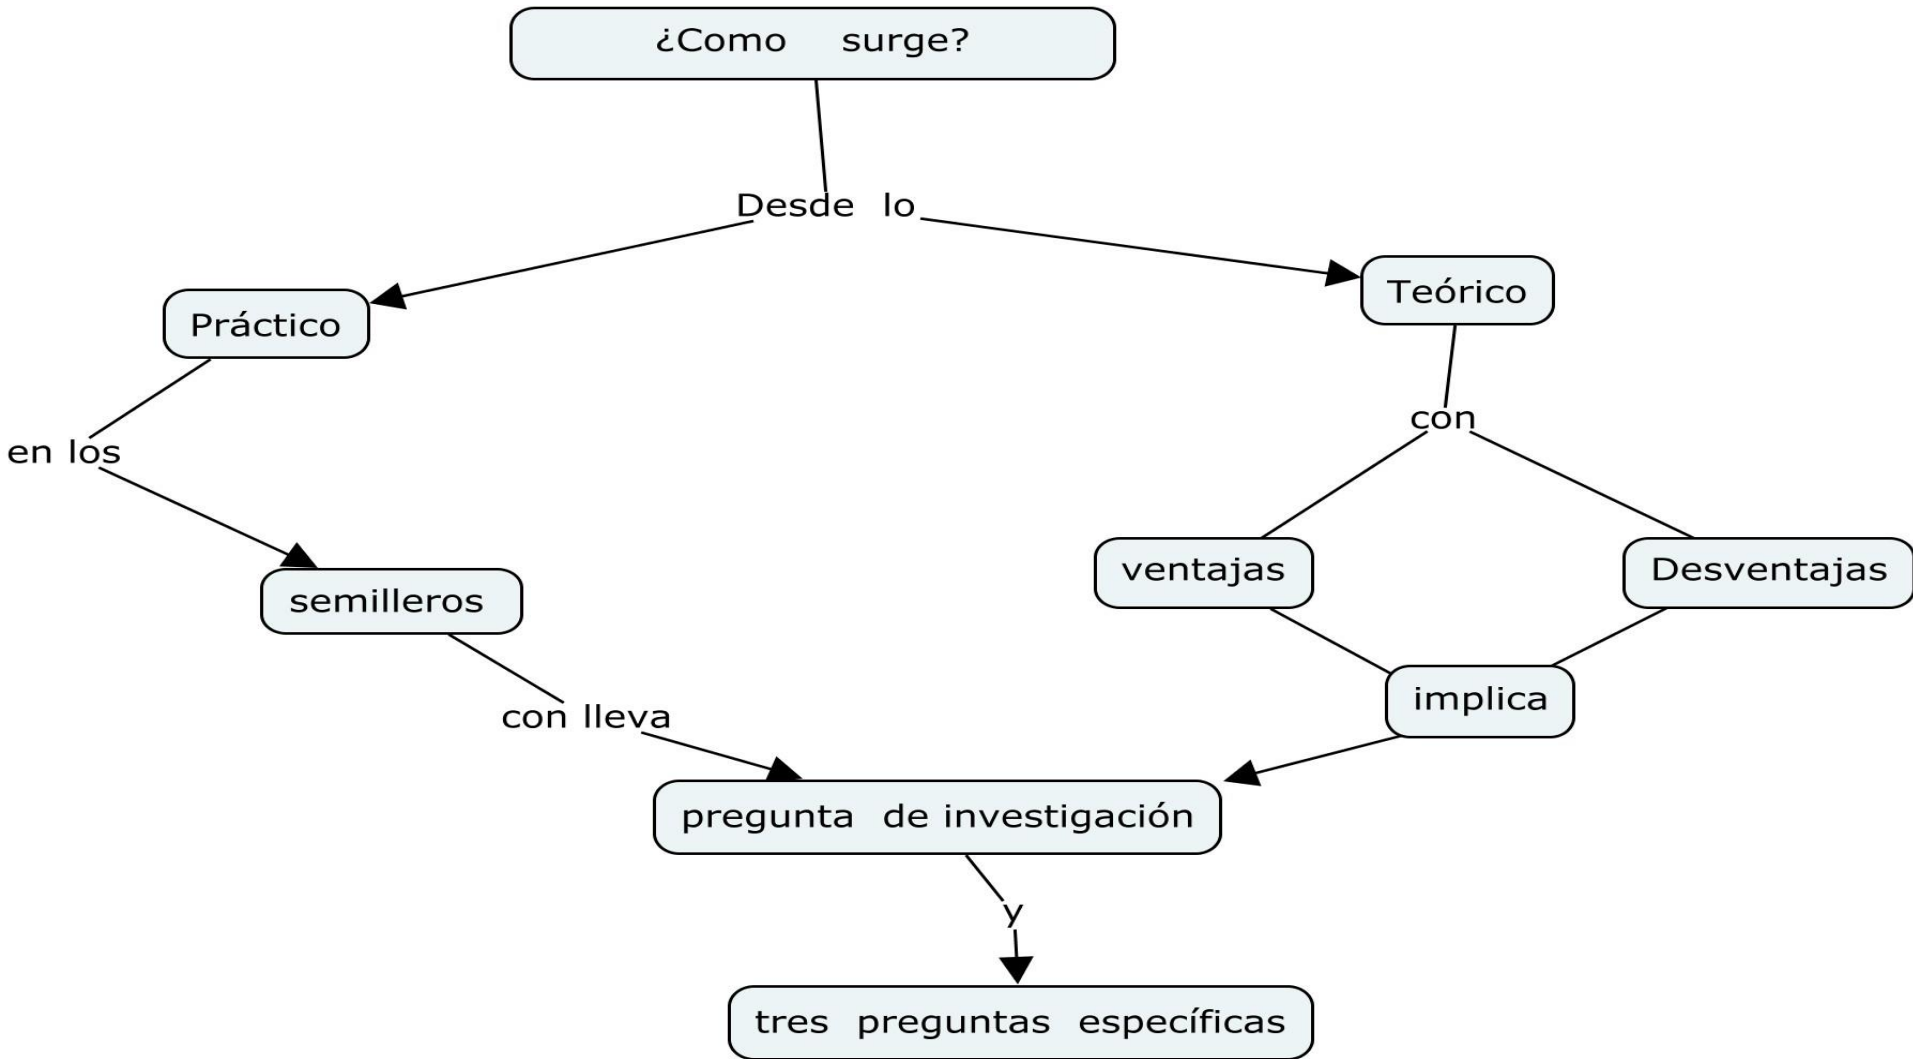 ¿Como surge?
Desde lo
Práctico
Teórico
en los
con
semilleros
ventajas
Desventajas
con lleva
implica
pregunta de investigación
y
tres preguntas específicas